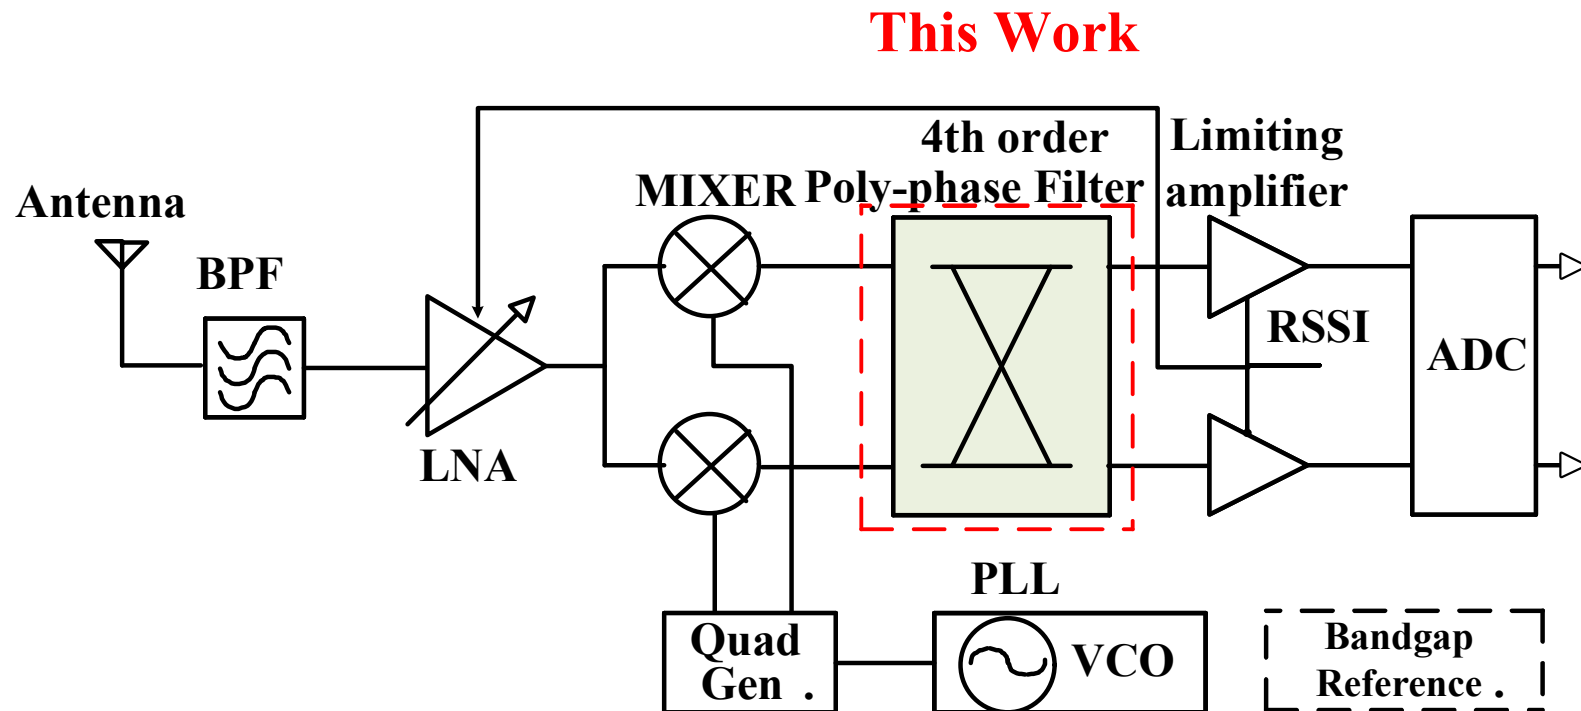 This Work
4th order
Poly-phase Filter
Limiting
amplifier
MIXER
Antenna
BPF
LNA
RSSI
ADC
PLL
Quad
Gen .
VCO
Bandgap
Reference .